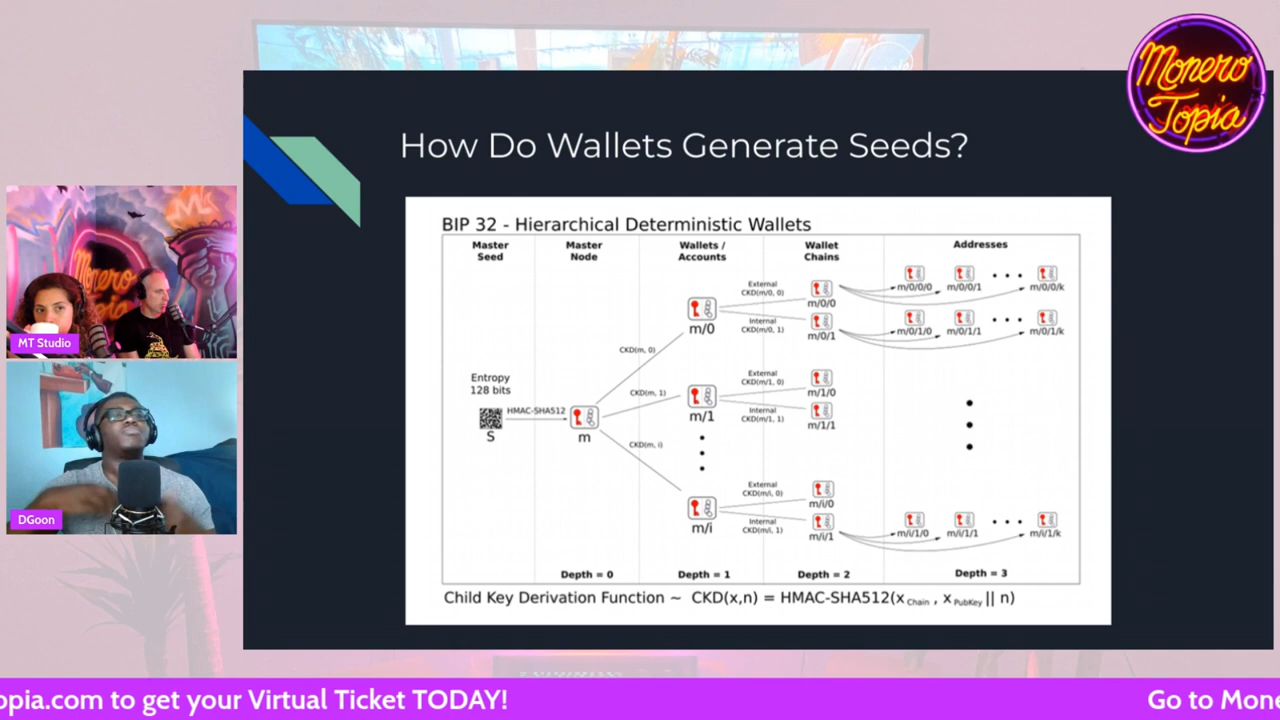 Monero
Topia
How Do Wallets Generate Seeds?
BIP 32 - Hierarchical Deterministic Wallets
Master
Seed
Master
Node
Wallets /
Accounts
Wallet
Chains
Addresses
Entropy
128 bits
S
HMAC-SHA512
m
CKD(m, 0)
CKD(m, 1)
CKD(m, i)
m/0
m/1
m/i
External
CKD(m/0, 0)
Internal
CKD(m/0, 1)
External
CKD(m/1, 0)
Internal
CKD(m/1, 1)
External
CKD(m/i, 0)
Internal
CKD(m/i, 1)
m/0/0
m/0/1
m/1/0
m/1/1
m/i/0
m/i/1
m/0/0/0 m/0/0/1 m/0/0/k
m/0/1/0 m/0/1/1 m/0/1/k
m/i/1/0 m/i/1/1 m/i/1/k
Depth = 0 Depth = 1 Depth = 2 Depth = 3
Child Key Derivation Function ~ CKD(x,n) = HMAC-SHA512(x Chain , x PubKey || n)
Monero
Topia
MT Studio
DGoon
opia.com to get your Virtual Ticket TODAY!
Go to Mone